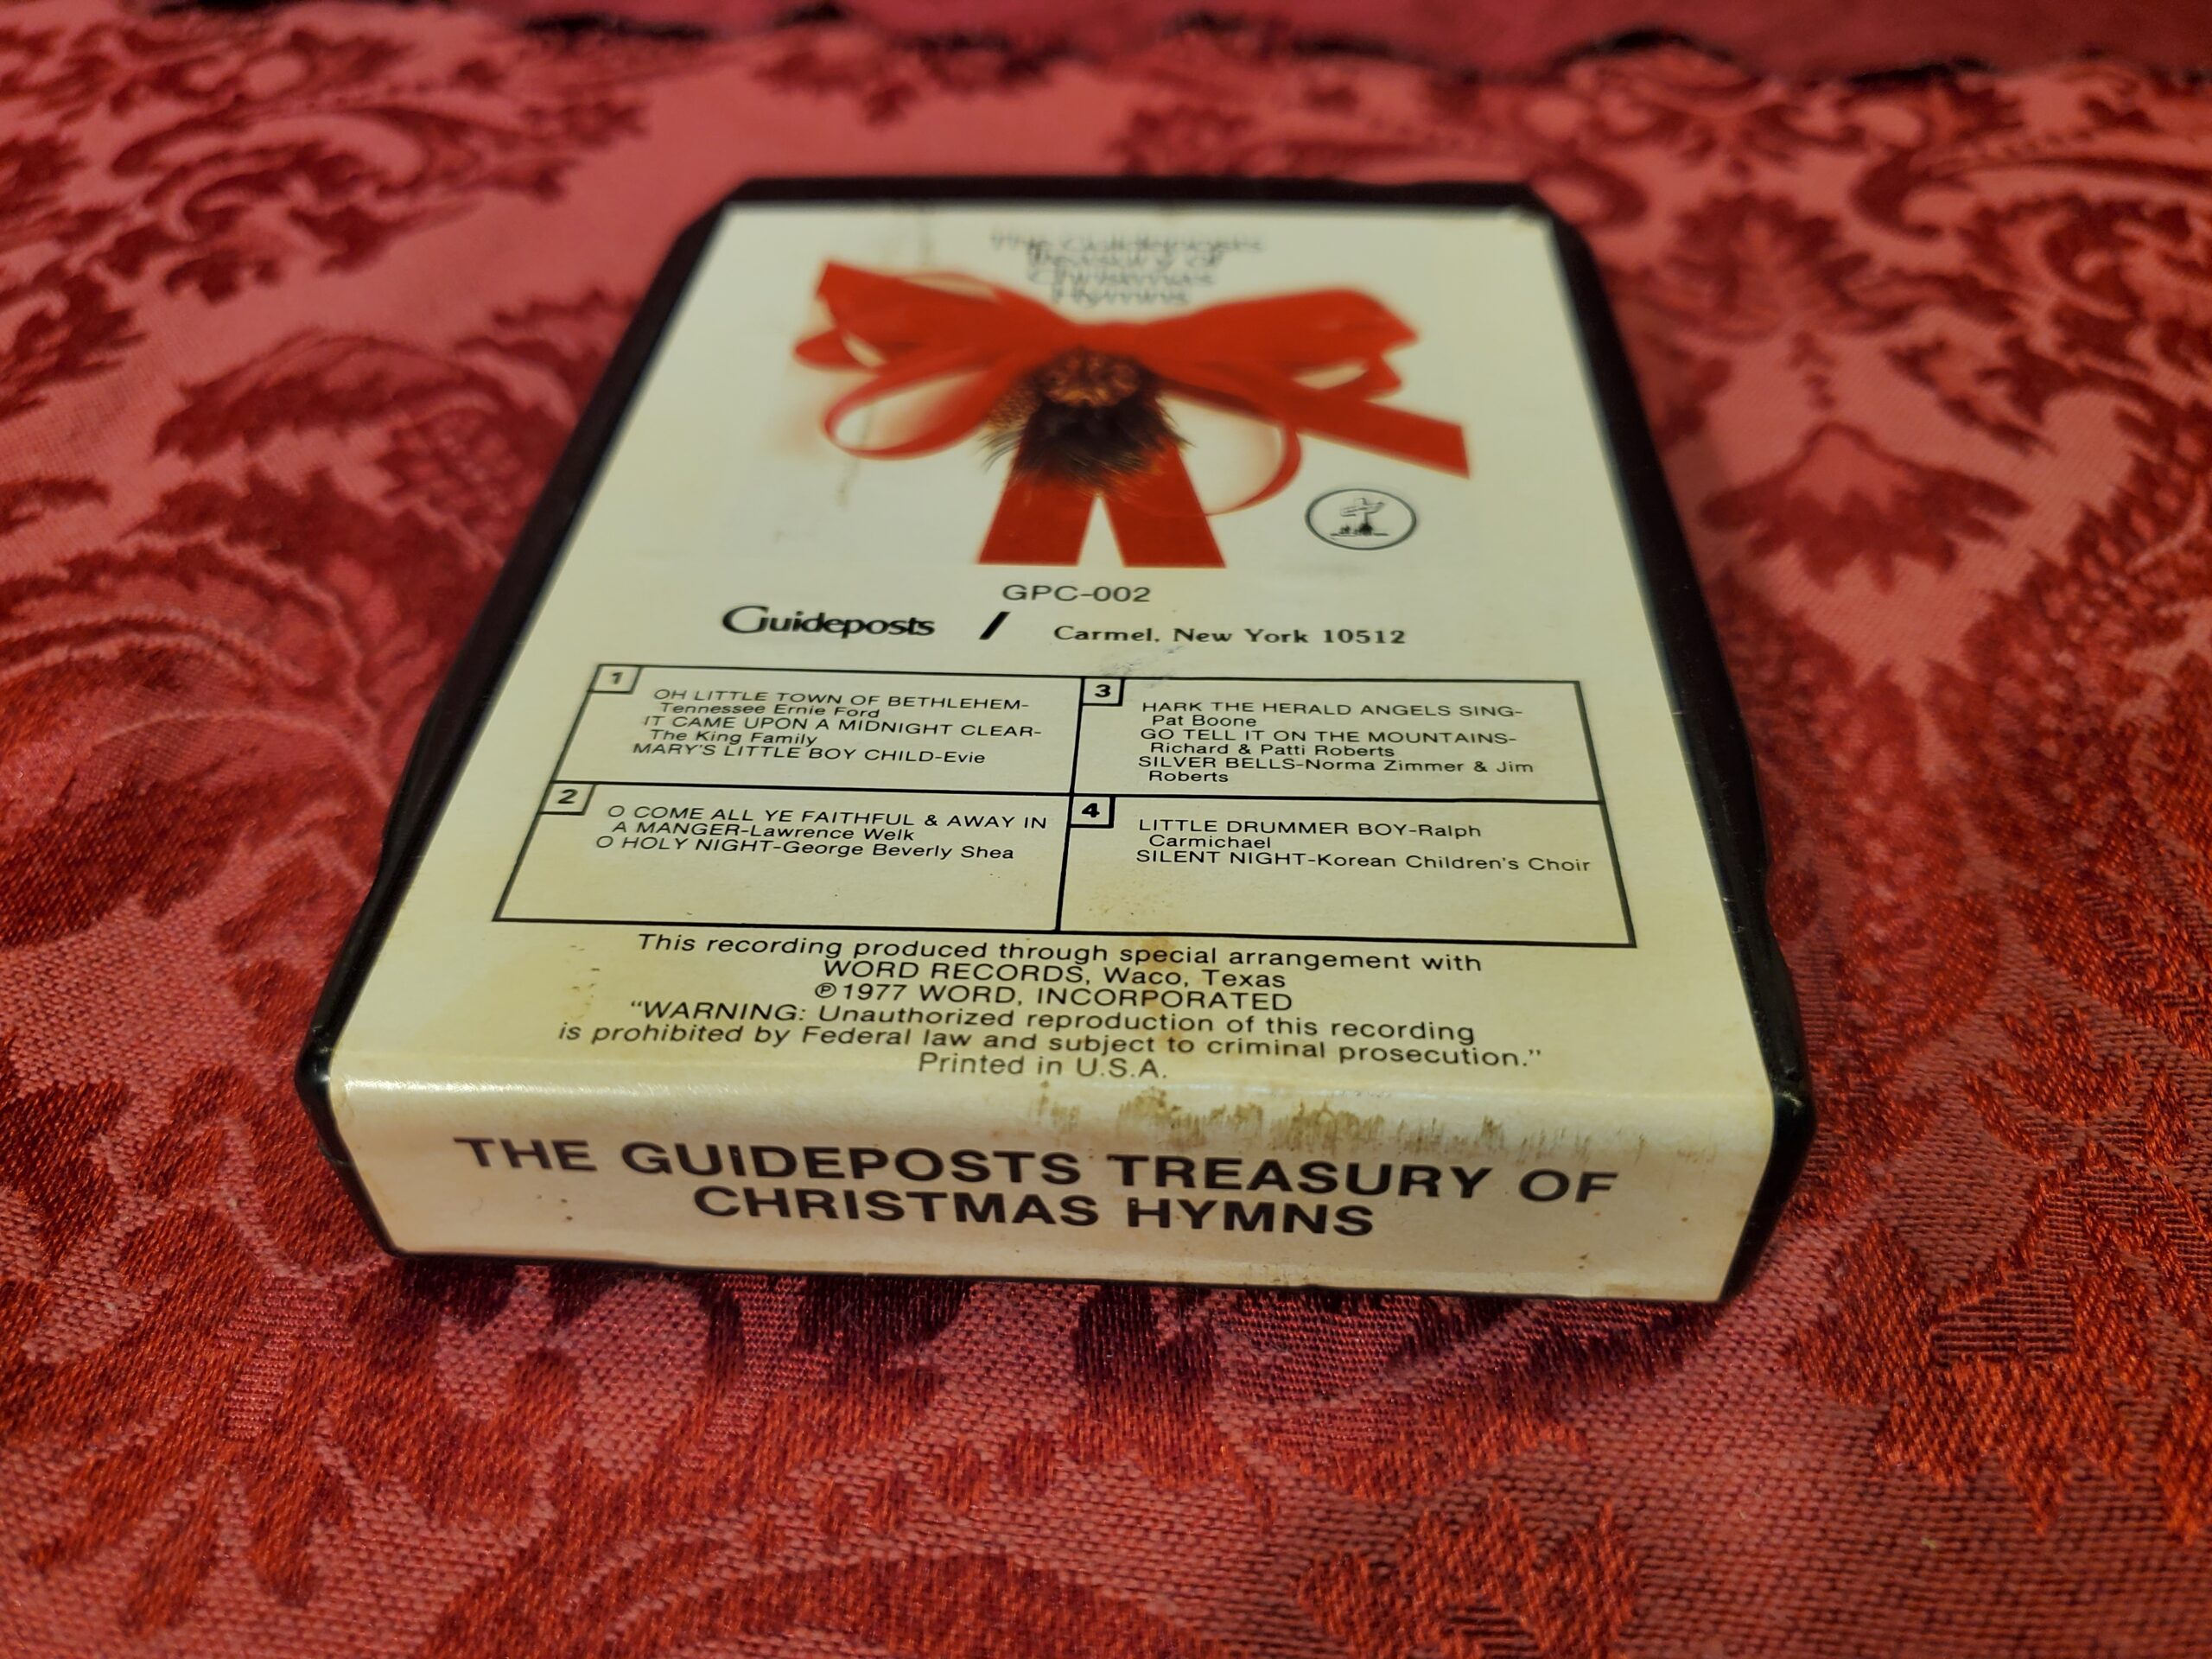 The Guideposts
Treasury of
Christmas
Hymns
GPC-002
Guideposts / Carmel, New York 10512
1
OH LITTLE TOWN OF BETHLEHEM-
Tennessee Ernie Ford
IT CAME UPON A MIDNIGHT CLEAR-
The King Family
MARY'S LITTLE BOY CHILD-Evie
2
O COME ALL YE FAITHFUL & AWAY IN
A MANGER-Lawrence Welk
O HOLY NIGHT-George Beverly Shea
3
HARK THE HERALD ANGELS SING-
Pat Boone
GO TELL IT ON THE MOUNTAINS-
Richard & Patti Roberts
SILVER BELLS-Norma Zimmer & Jim
Roberts
4
LITTLE DRUMMER BOY-Ralph
Carmichael
SILENT NIGHT-Korean Children's Choir
This recording produced through special arrangement with
WORD RECORDS, Waco, Texas
℗1977 WORD, INCORPORATED
“WARNING: Unauthorized reproduction of this recording
is prohibited by Federal law and subject to criminal prosecution.”
Printed in U.S.A.
THE GUIDEPOSTS TREASURY OF
CHRISTMAS HYMNS